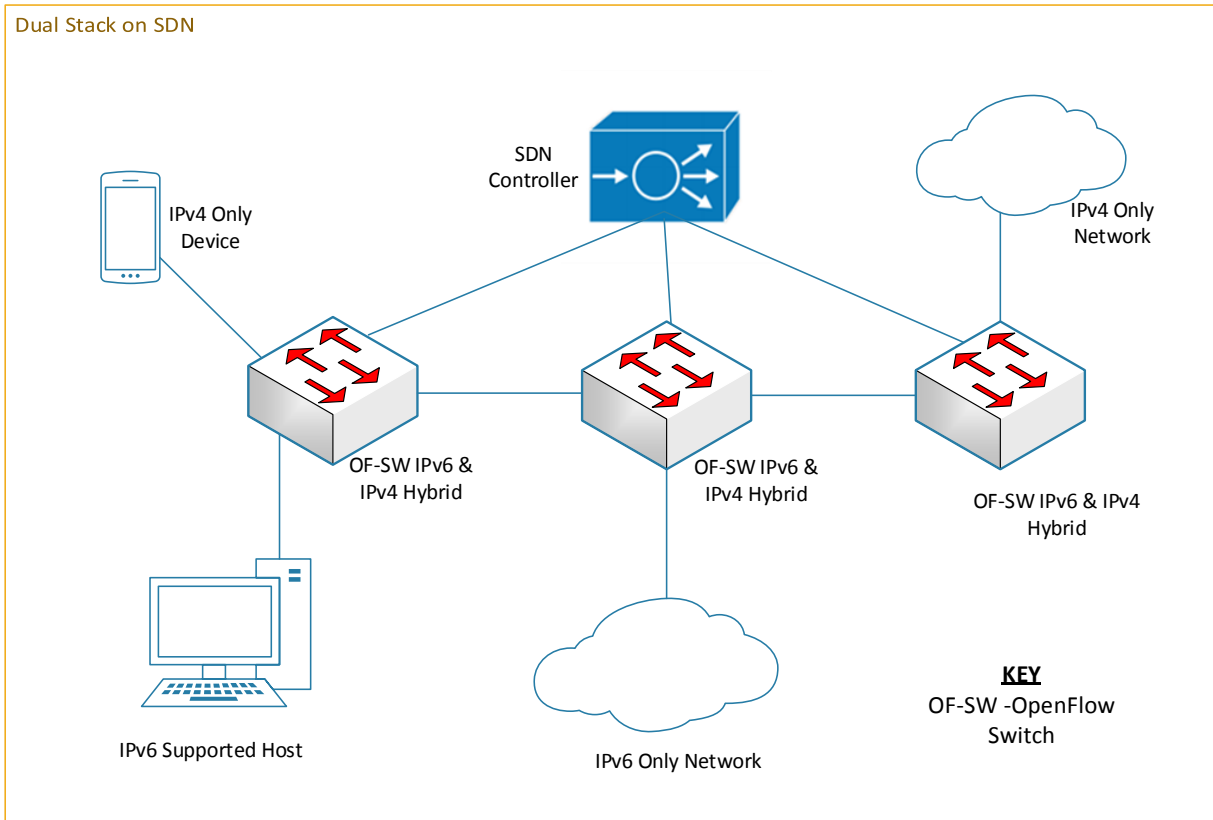 Dual Stack on SDN
SDN
Controller
IPv4 Only
Device
IPv4 Only
Network
OF-SW IPv6 &
IPv4 Hybrid
OF-SW IPv6 &
IPv4 Hybrid
OF-SW IPv6 & IPv4
Hybrid
IPv6 Supported Host
IPv6 Only Network
KEY
OF-SW -OpenFlow
Switch